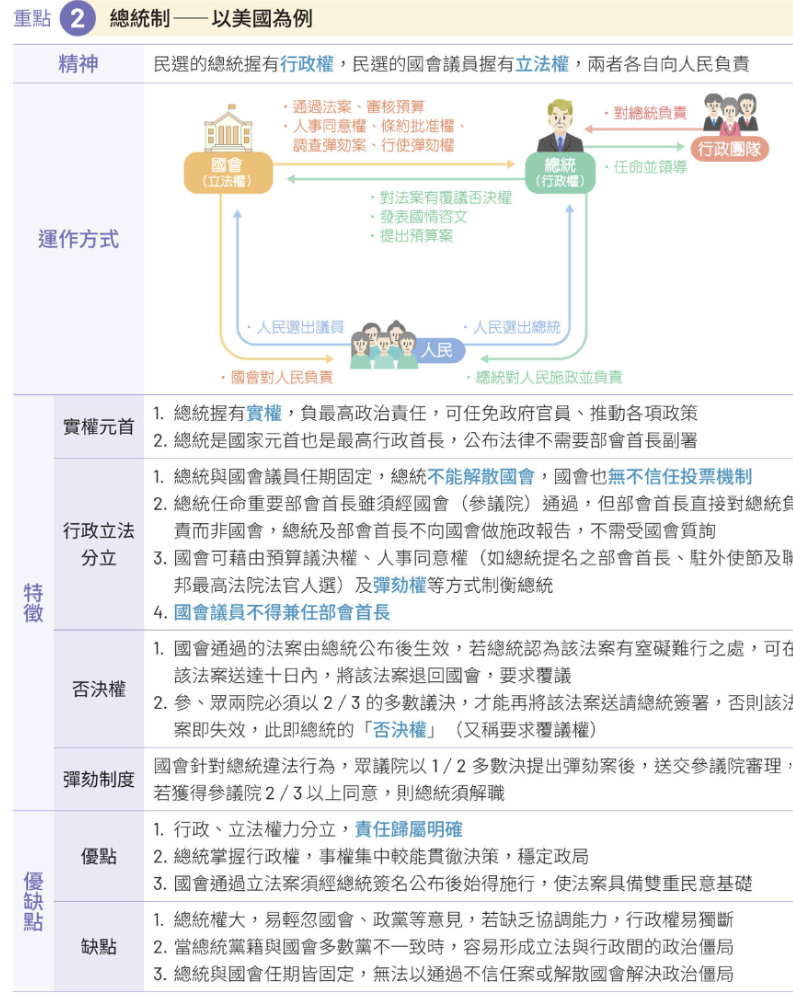 重點 2 總統制——以美國為例
精神
民選的總統握有行政權，民選的國會議員握有立法權，兩者各自向人民負責
運作方式
・通過法案、審核預算
・人事同意權、條約批准權、
調查彈劾案、行使彈劾權
國會
（立法權）
總統
（行政權）
・對總統負責
行政團隊
・任命並領導
・對法案有覆議否決權
・發表國情咨文
・提出預算案
・人民選出議員
人民
・人民選出總統
・國會對人民負責
・總統對人民施政並負責
特徵
實權元首
1. 總統握有實權，負最高政治責任，可任免政府官員、推動各項政策
2. 總統是國家元首也是最高行政首長，公布法律不需要部會首長副署
行政立法
分立
1. 總統與國會議員任期固定，總統不能解散國會，國會也無不信任投票機制
2. 總統任命重要部會首長雖須經國會（參議院）通過，但部會首長直接對總統負
責而非國會，總統及部會首長不向國會做施政報告，不需受國會質詢
3. 國會可藉由預算議決權、人事同意權（如總統提名之部會首長、駐外使節及聯
邦最高法院法官人選）及彈劾權等方式制衡總統
4. 國會議員不得兼任部會首長
否決權
1. 國會通過的法案由總統公布後生效，若總統認為該法案有窒礙難行之處，可在
該法案送達十日內，將該法案退回國會，要求覆議
2. 參、眾兩院必須以 2 / 3 的多數議決，才能再將該法案送請總統簽署，否則該法
案即失效，此即總統的「否決權」（又稱要求覆議權）
彈劾制度
國會針對總統違法行為，眾議院以 1 / 2 多數決提出彈劾案後，送交參議院審理，
若獲得參議院 2 / 3 以上同意，則總統須解職
優缺點
優點
1. 行政、立法權力分立，責任歸屬明確
2. 總統掌握行政權，事權集中較能貫徹決策，穩定政局
3. 國會通過立法案須經總統簽名公布後始得施行，使法案具備雙重民意基礎
缺點
1. 總統權大，易輕忽國會、政黨等意見，若缺乏協調能力，行政權易獨斷
2. 當總統黨籍與國會多數黨不一致時，容易形成立法與行政間的政治僵局
3. 總統與國會任期皆固定，無法以通過不信任案或解散國會解決政治僵局